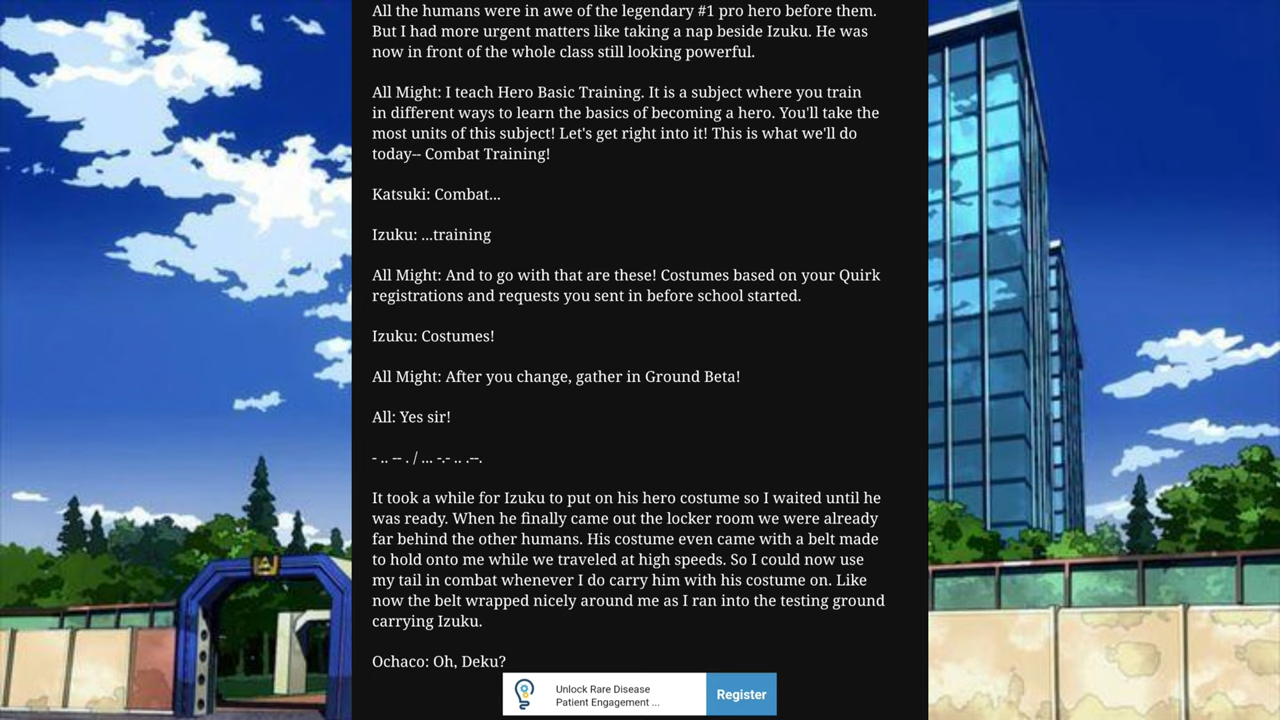 All the humans were in awe of the legendary #1 pro hero before them.
But I had more urgent matters like taking a nap beside Izuku. He was
now in front of the whole class still looking powerful.
All Might: I teach Hero Basic Training. It is a subject where you train
in different ways to learn the basics of becoming a hero. You'll take the
most units of this subject! Let's get right into it! This is what we'll do
today-- Combat Training!
Katsuki: Combat...
Izuku: ...training
All Might: And to go with that are these! Costumes based on your Quirk
registrations and requests you sent in before school started.
Izuku: Costumes!
All Might: After you change, gather in Ground Beta!
All: Yes sir!
- .. -- . / ... -.- .. .--.
It took a while for Izuku to put on his hero costume so I waited until he
was ready. When he finally came out the locker room we were already
far behind the other humans. His costume even came with a belt made
to hold onto me while we traveled at high speeds. So I could now use
my tail in combat whenever I do carry him with his costume on. Like
now the belt wrapped nicely around me as I ran into the testing ground
carrying Izuku.
Ochaco: Oh, Deku?
Unlock Rare Disease
Patient Engagement ...
Register